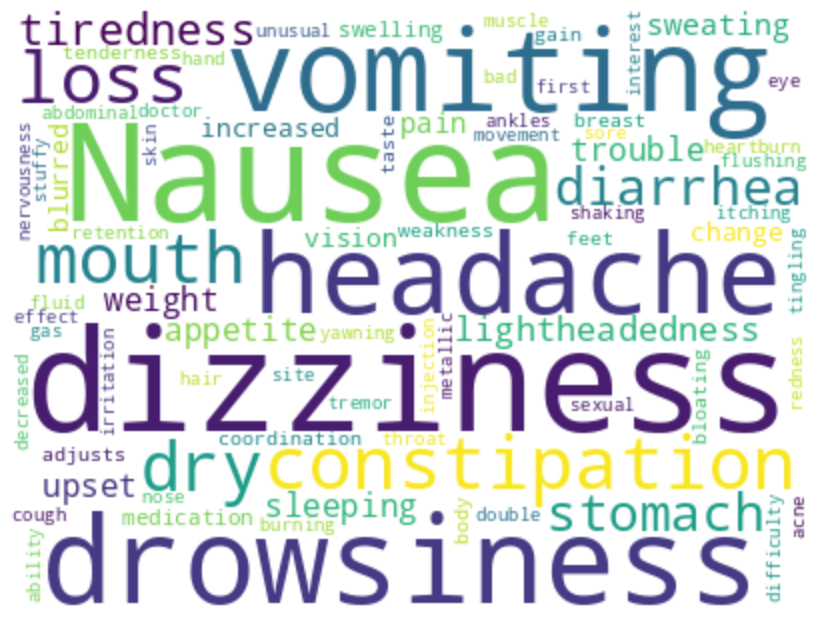 tiredness
unusual
swelling
muscle
gain
interest
sweating
tenderness
hand
loss
vomiting
bad
first
eye
abdominal
doctor
increased
taste
pain
ankles
movement
breast
sore
nervousness
stuffy
blurred
skin
Nausea
trouble
heartburn
flushing
diarrhea
shaking
itching
retention
vision
weakness
feet
change
mouth
headache
tingling
fluid
weight
effect
gas
appetite
yawning
injection
metallic
lightheadedness
decreased
irritation
dizziness
hair
site
tremor
sexual
bloating
redness
coordination
throat
adjusts
dry
constipation
upset
nose
sleeping
cough
medication
burning
body
double
stomach
difficulty
acne
ability
drowsiness